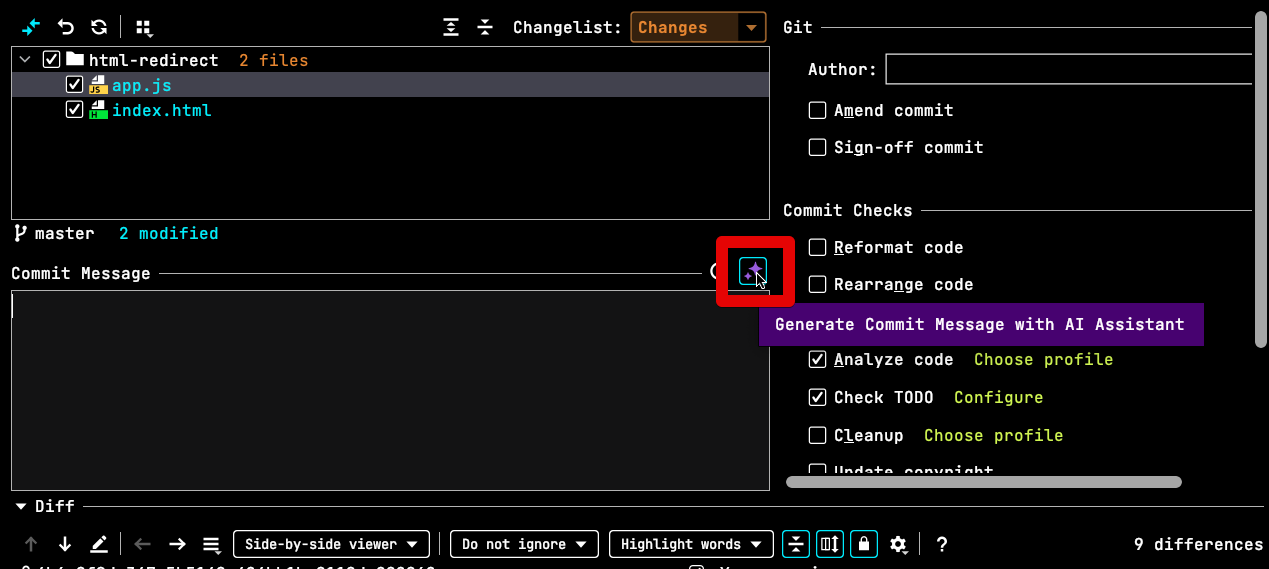 Changelist: Changes
html-redirect 2 files
app.js
index.html
master 2 modified
Commit Message
Generate Commit Message with AI Assistant
Git
Author:
Amend commit
Sign-off commit
Commit Checks
Reformat code
Rearrange code
Analyze code Choose profile
Check TODO Configure
Cleanup Choose profile
Update copyright
Diff
Side-by-side viewer Do not ignore Highlight words ? 9 differences